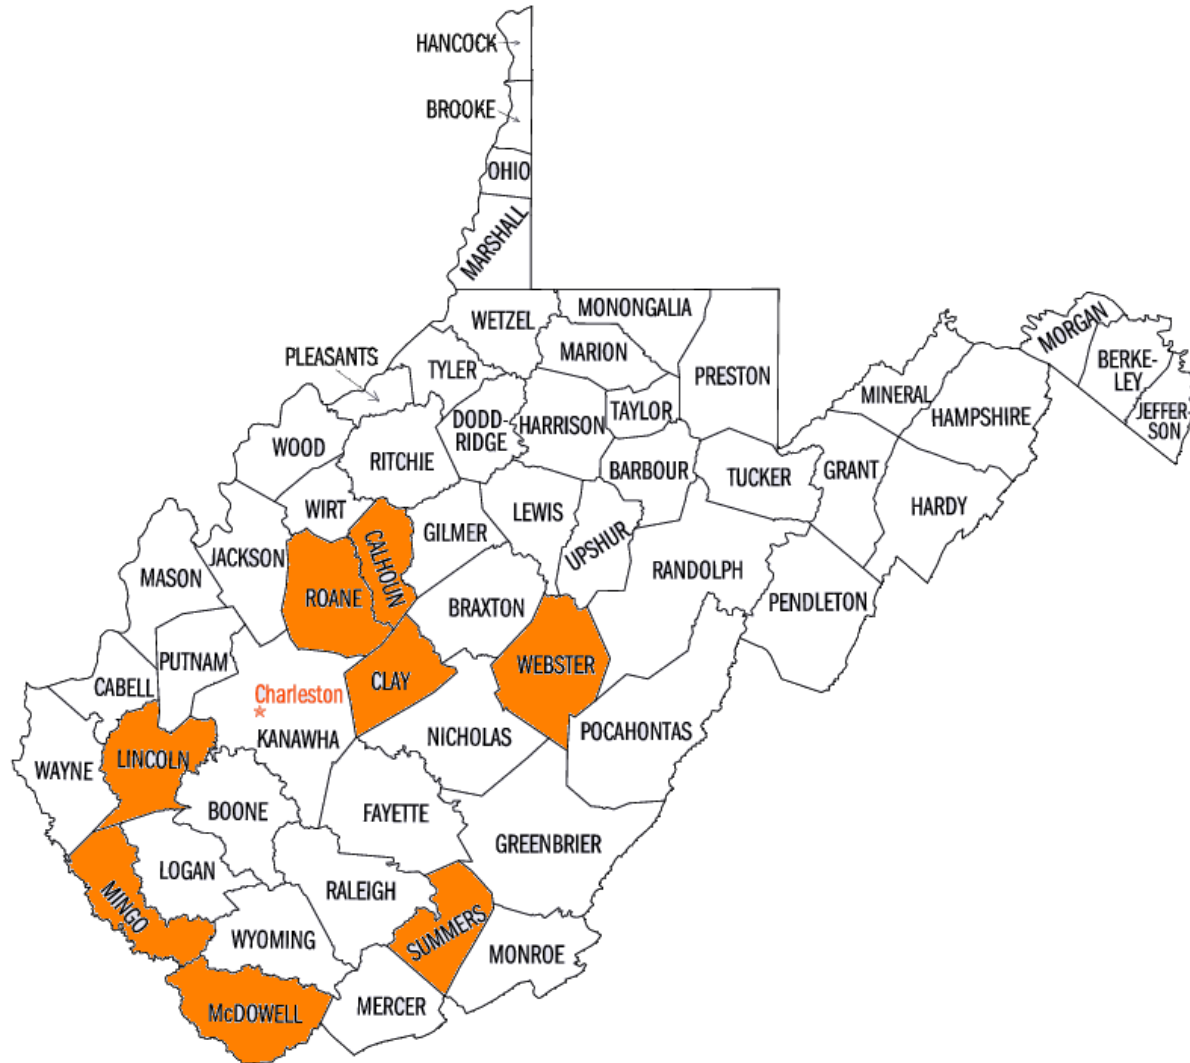 HANCOCK
BROOKE
OHIO
MARSHALL
WETZEL
MONONGALIA
MARION
PRESTON
PLEASANTS
TYLER
MORGAN
BERKE-
LEY
JEFFER-
SON
MINERAL
HAMPSHIRE
WOOD
RITCHIE
DODD-
RIDGE
HARRISON
TAYLOR
BARBOUR
TUCKER
GRANT
HARDY
WIRT
CALHOUN
GILMER
LEWIS
UPSHUR
RANDOLPH
PENDLETON
MASON
JACKSON
ROANE
BRAXTON
WEBSTER
PUTNAM
CABELL
Charleston
*
KANAWHA
CLAY
NICHOLAS
POCAHONTAS
WAYNE
LINCOLN
BOONE
FAYETTE
GREENBRIER
LOGAN
MINGO
RALEIGH
SUMMERS
WYOMING
MONROE
McDOWELL
MERCER